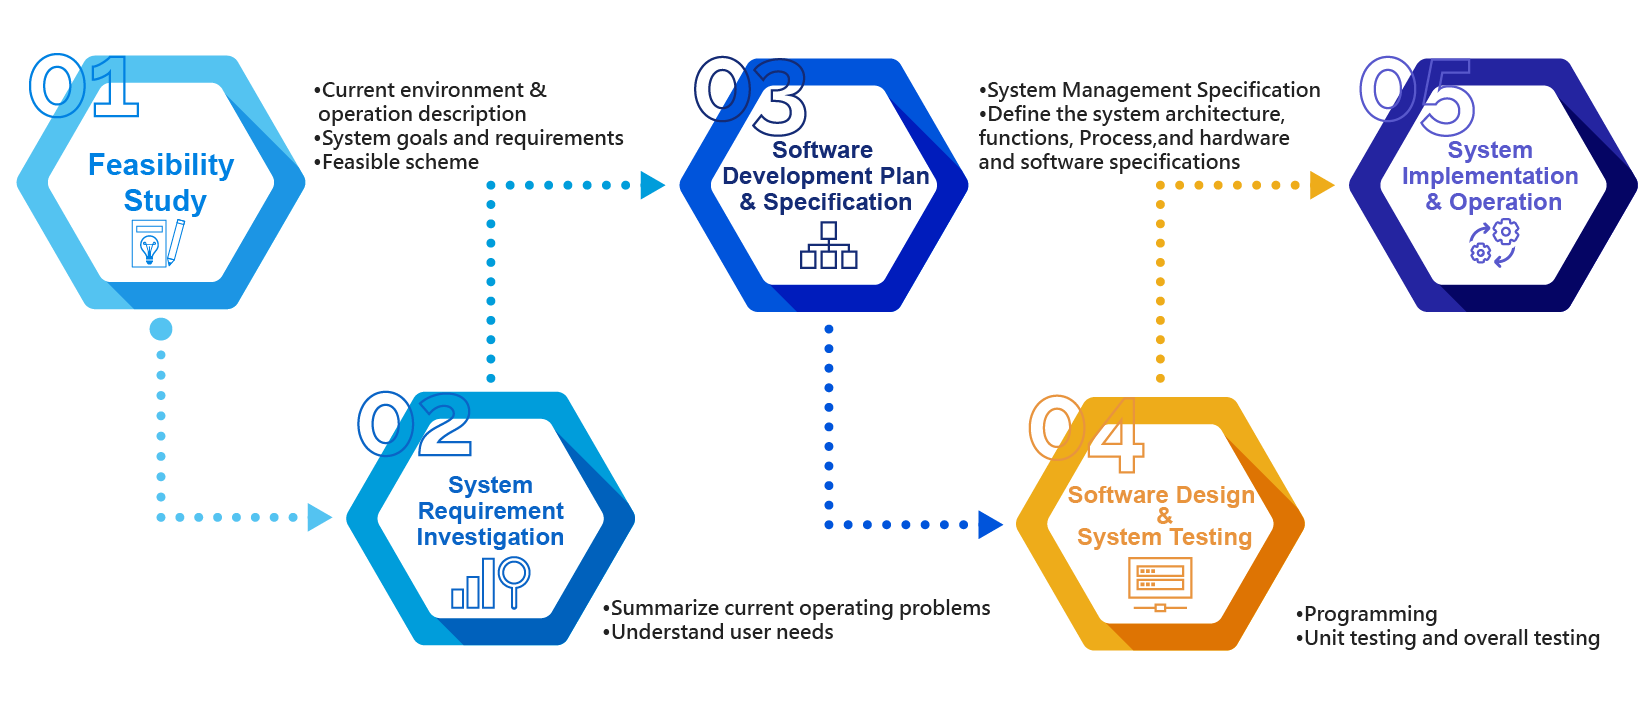 01
Feasibility
Study
•Current environment &
operation description
•System goals and requirements
•Feasible scheme
02
System
Requirement
Investigation
•Summarize current operating problems
•Understand user needs
03
Software
Development Plan
& Specification
•System Management Specification
•Define the system architecture,
functions, Process,and hardware
and software specifications
04
Software Design
&
System Testing
•Programming
•Unit testing and overall testing
05
System
Implementation
& Operation